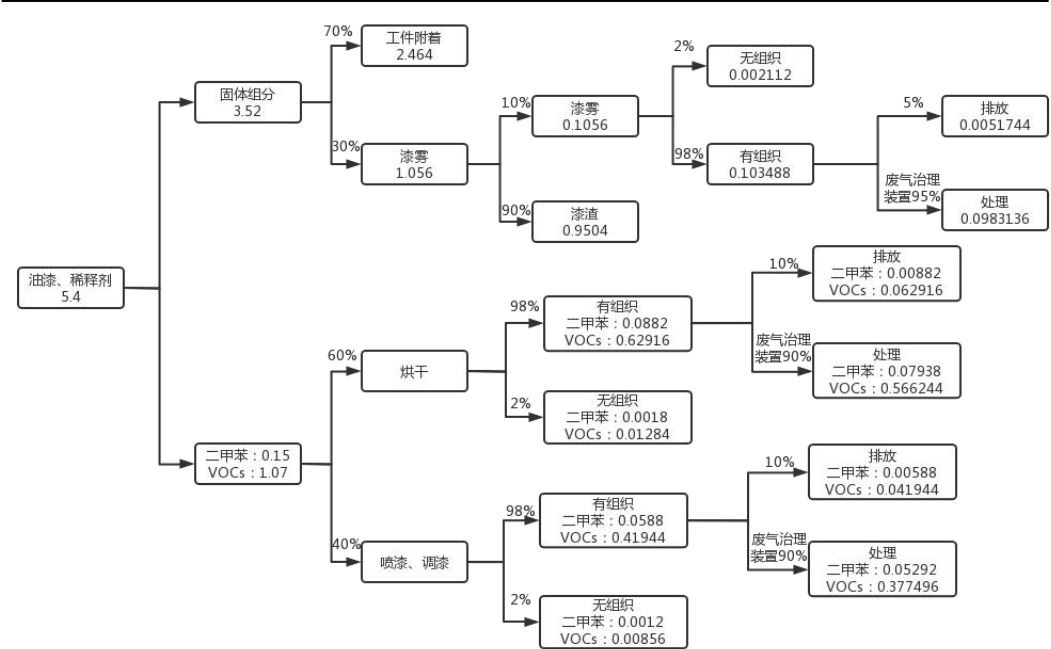 70%
工件附着
2.464
固体组分
3.52
30%
漆雾
1.056
10%
漆雾
0.1056
90%
漆渣
0.9504
2%
无组织
0.002112
98%
有组织
0.103488
5%
排放
0.0051744
废气治理
装置95%
处理
0.0983136
油漆、稀释剂
5.4
二甲苯：0.15
VOCs：1.07
60%
烘干
98%
有组织
二甲苯：0.0882
VOCs：0.62916
10%
排放
二甲苯：0.00882
VOCs：0.062916
废气治理
装置90%
处理
二甲苯：0.07938
VOCs：0.566244
2%
无组织
二甲苯：0.0018
VOCs：0.01284
40%
喷漆、调漆
98%
有组织
二甲苯：0.0588
VOCs：0.41944
10%
排放
二甲苯：0.00588
VOCs：0.041944
废气治理
装置90%
处理
二甲苯：0.05292
VOCs：0.377496
2%
无组织
二甲苯：0.0012
VOCs：0.00856